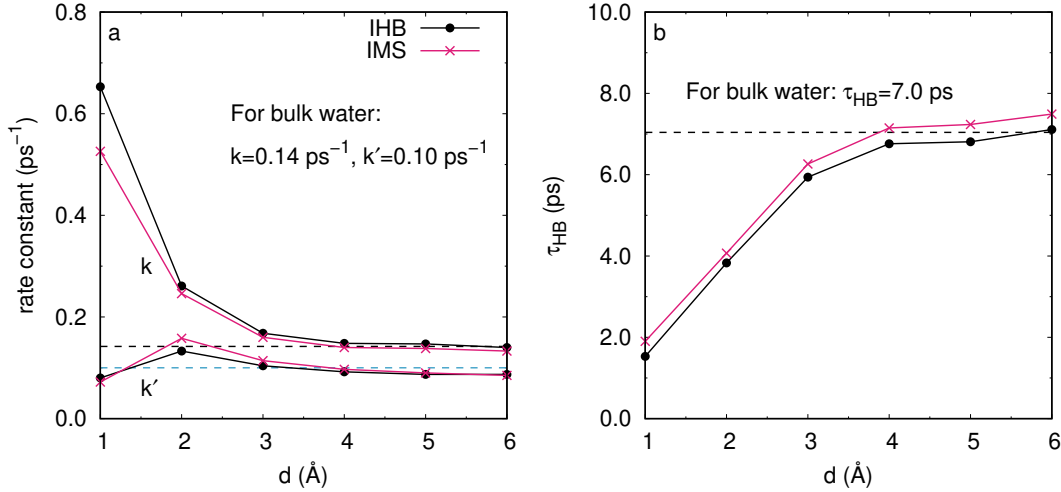 a
IHB
IMS
For bulk water:
k=0.14 ps⁻¹, k′=0.10 ps⁻¹
k
k′
rate constant (ps⁻¹)
0.8
0.6
0.4
0.2
0.0
1 2 3 4 5 6
d (Å)
b
For bulk water: τHB=7.0 ps
τHB (ps)
10.0
8.0
6.0
4.0
2.0
0.0
1 2 3 4 5 6
d (Å)